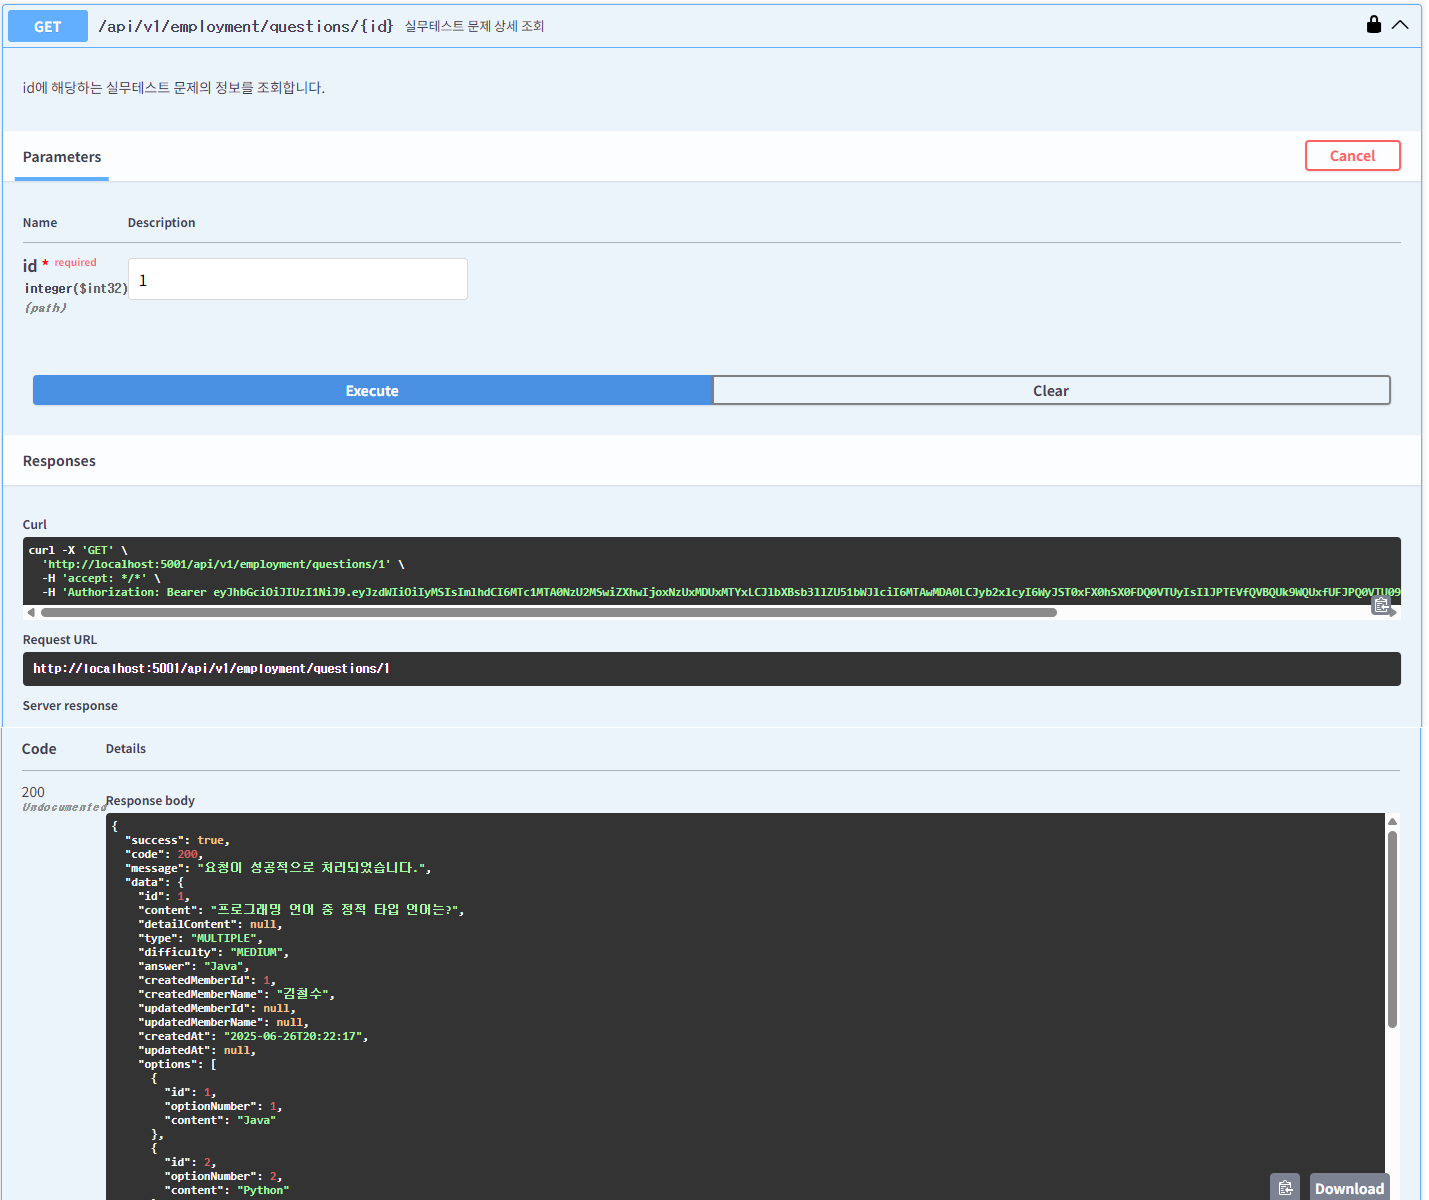 GET /api/v1/employment/questions/{id} 실무테스트 문제 상세 조회
id에 해당하는 실무테스트 문제의 정보를 조회합니다.
Parameters
Cancel
Name Description
id * required
integer($int32)
(path)
1
Execute
Clear
Responses
Curl
curl -X 'GET' \
'http://localhost:5001/api/v1/employment/questions/1' \
-H 'accept: */*' \
-H 'Authorization: Bearer
Request URL
http://localhost:5001/api/v1/employment/questions/1
Server response
Code Details
200
Undocumented
Response body
{
"success": true,
"code": 200,
"message": "요청이 성공적으로 처리되었습니다.",
"data": {
"id": 1,
"content": "프로그래밍 언어 중 정적 타입 언어는?",
"detailContent": null,
"type": "MULTIPLE",
"difficulty": "MEDIUM",
"answer": "Java",
"createdMemberId": 1,
"createdMemberName": "김철수",
"updatedMemberId": null,
"updatedMemberName": null,
"createdAt": "2025-06-26T20:22:17",
"updatedAt": null,
"options": [
{
"id": 1,
"optionNumber": 1,
"content": "Java"
},
{
"id": 2,
"optionNumber": 2,
"content": "Python"
Download